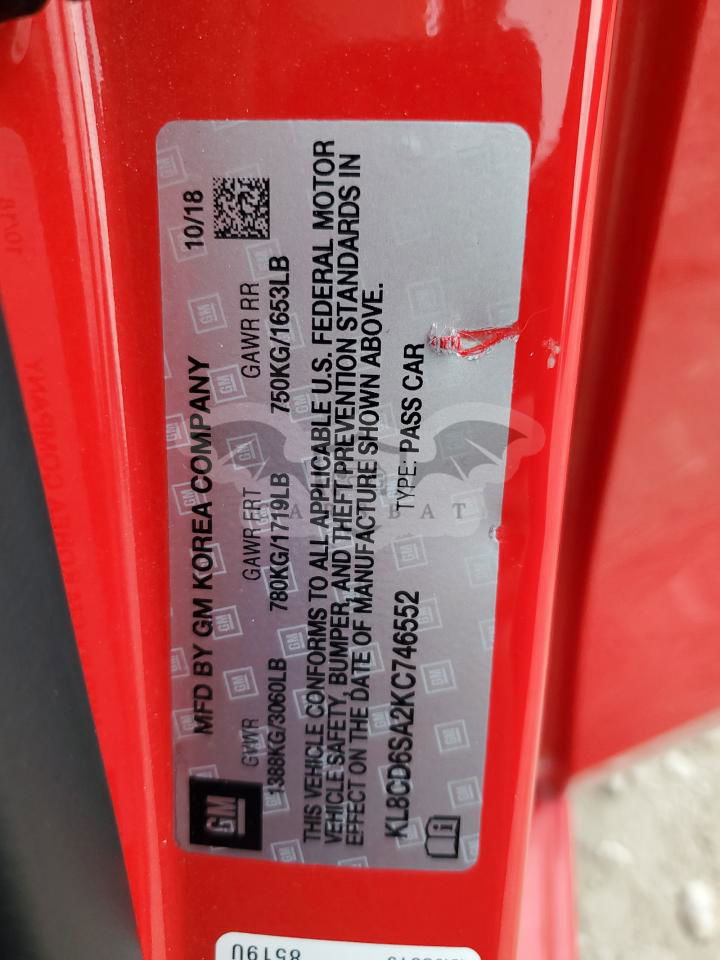 MFD BY GM KOREA COMPANY 10/18
GVWR GAWR FRT GAWR RR
1388KG/3060LB 780KG/1719LB 750KG/1653LB
THIS VEHICLE CONFORMS TO ALL APPLICABLE U.S. FEDERAL MOTOR
VEHICLE SAFETY, BUMPER, AND THEFT PREVENTION STANDARDS IN
EFFECT ON THE DATE OF MANUFACTURE SHOWN ABOVE.
KL8CD6SA2KC746552 TYPE: PASS CAR
GM
BAT
8519U